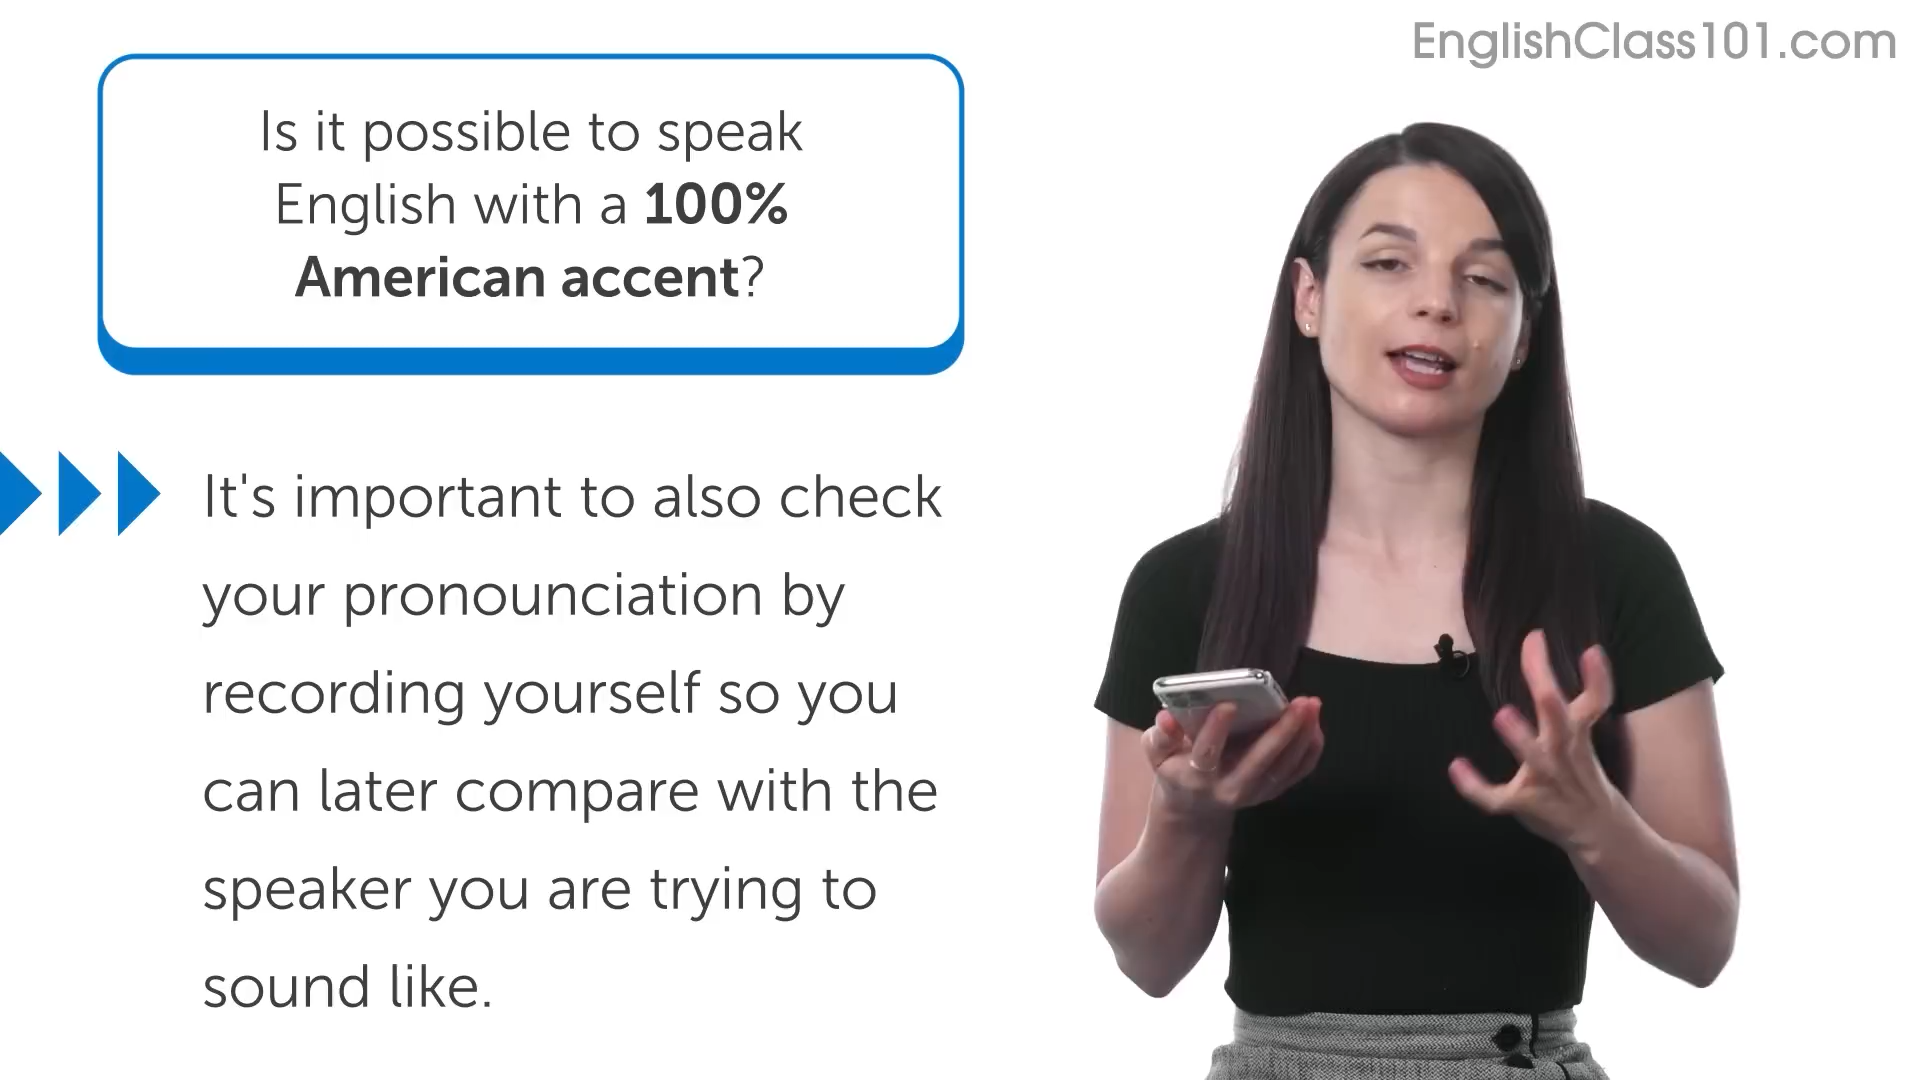 EnglishClass101.com
Is it possible to speak
English with a 100%
American accent?
It's important to also check
your pronounciation by
recording yourself so you
can later compare with the
speaker you are trying to
sound like.